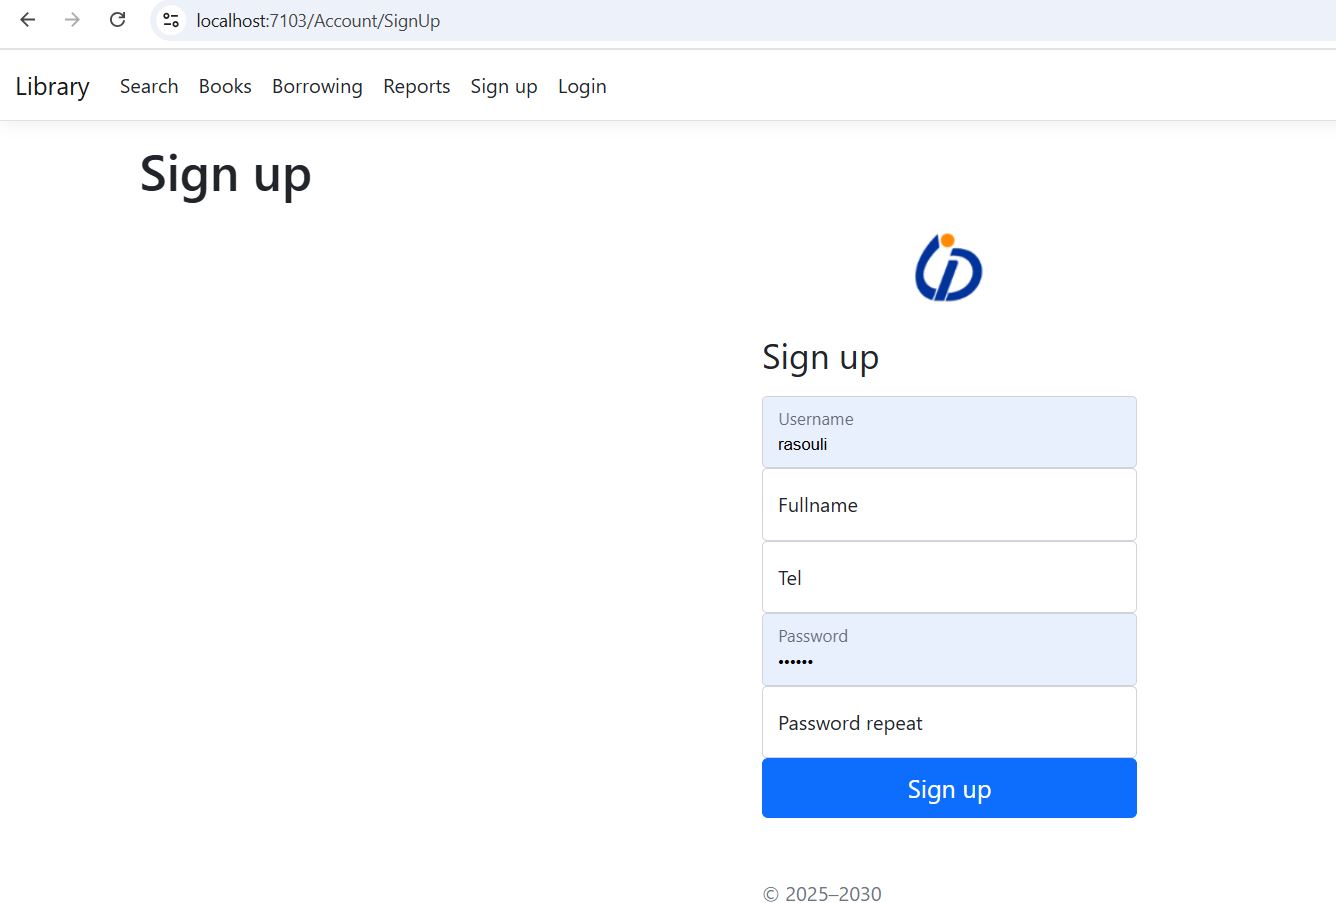 localhost:7103/Account/SignUp
Library Search Books Borrowing Reports Sign up Login
Sign up
Sign up
Username
rasouli
Fullname
Tel
Password
••••••
Password repeat
Sign up
© 2025–2030